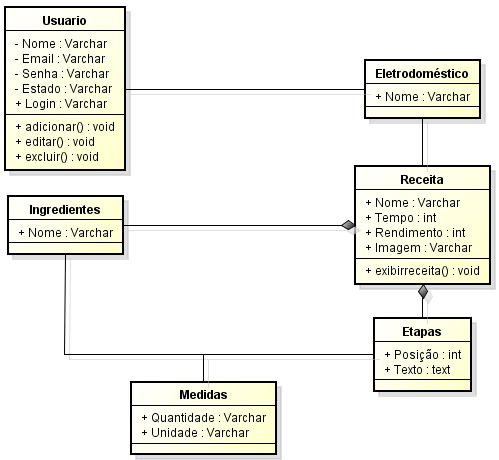 Usuario
- Nome : Varchar
- Email : Varchar
- Senha : Varchar
- Estado : Varchar
+ Login : Varchar
+ adicionar() : void
+ editar() : void
+ excluir() : void
Eletrodoméstico
+ Nome : Varchar
Receita
+ Nome : Varchar
+ Tempo : int
+ Rendimento : int
+ Imagem : Varchar
+ exibirreceita() : void
Ingredientes
+ Nome : Varchar
Etapas
+ Posição : int
+ Texto : text
Medidas
+ Quantidade : Varchar
+ Unidade : Varchar